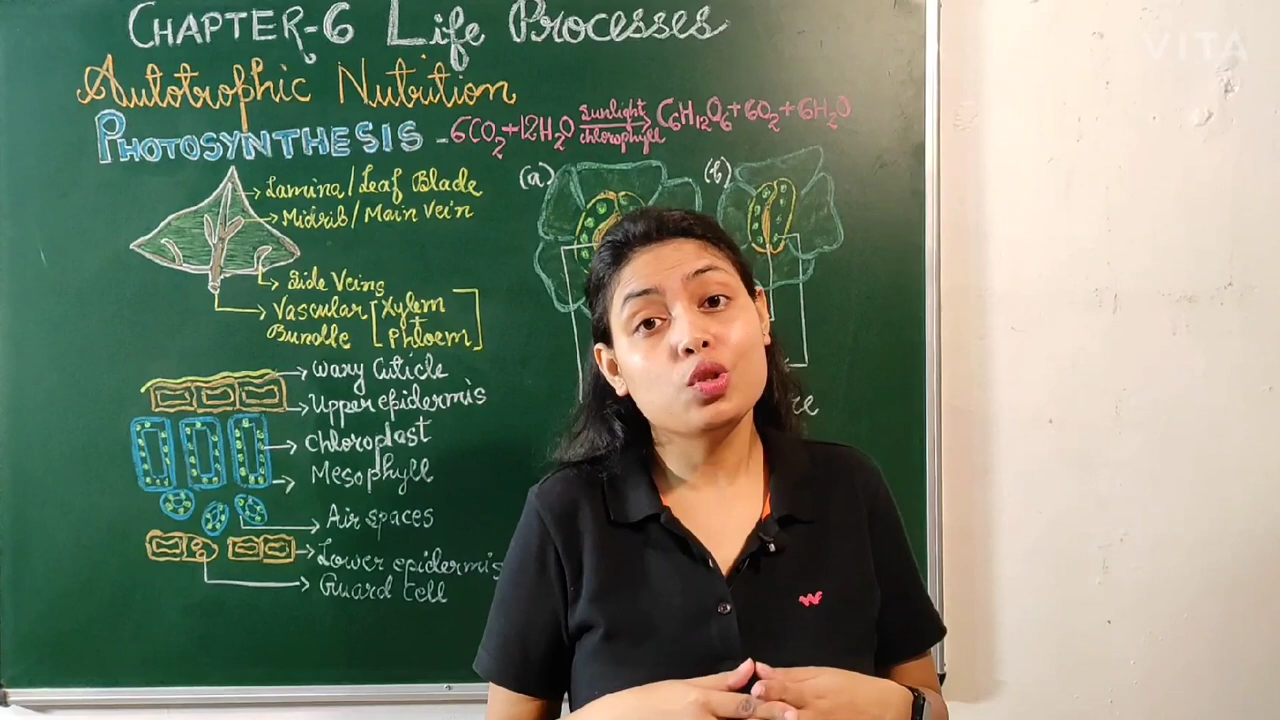 CHAPTER-6 Life Processes
Autotrophic Nutrition
PHOTOSYNTHESIS - 6CO₂+12H₂O sunlight chlorophyll → C₆H₁₂O₆+6O₂+6H₂O
Lamina/Leaf Blade
Midrib/Main Vein
Side Veins
Vascular Bundle [Xylem + Phloem]
Waxy Cuticle
Upper epidermis
Chloroplast
Mesophyll
Air spaces
Lower epidermis
Guard Cell
(a)
(b)
VITA